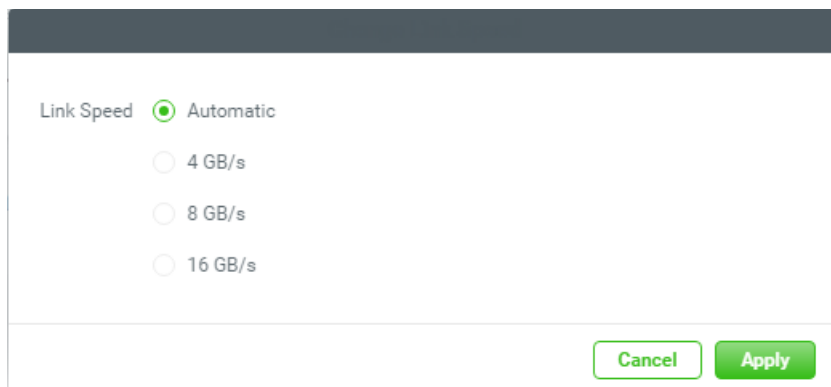 Link Speed Automatic
4 GB/s
8 GB/s
16 GB/s
Cancel Apply